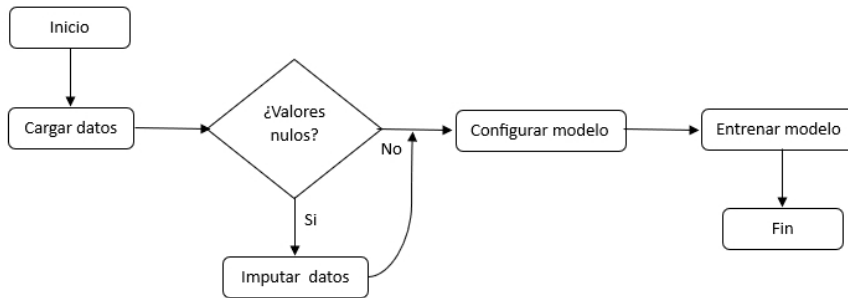 Inicio
Cargar datos
¿Valores
nulos?
No
Si
Imputar datos
Configurar modelo
Entrenar modelo
Fin